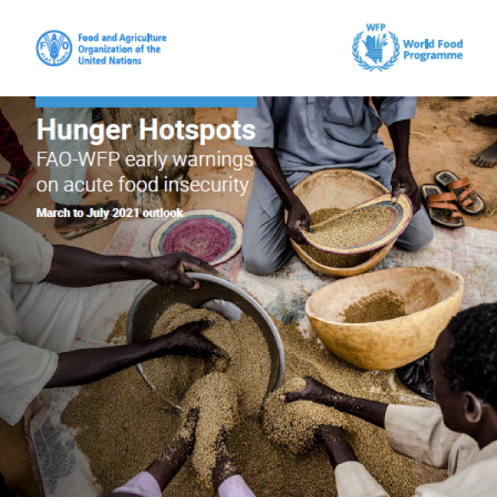 Food and Agriculture
Organization of the
United Nations
WFP
World Food
Programme
Hunger Hotspots
FAO-WFP early warnings
on acute food insecurity
March to July 2021 outlook